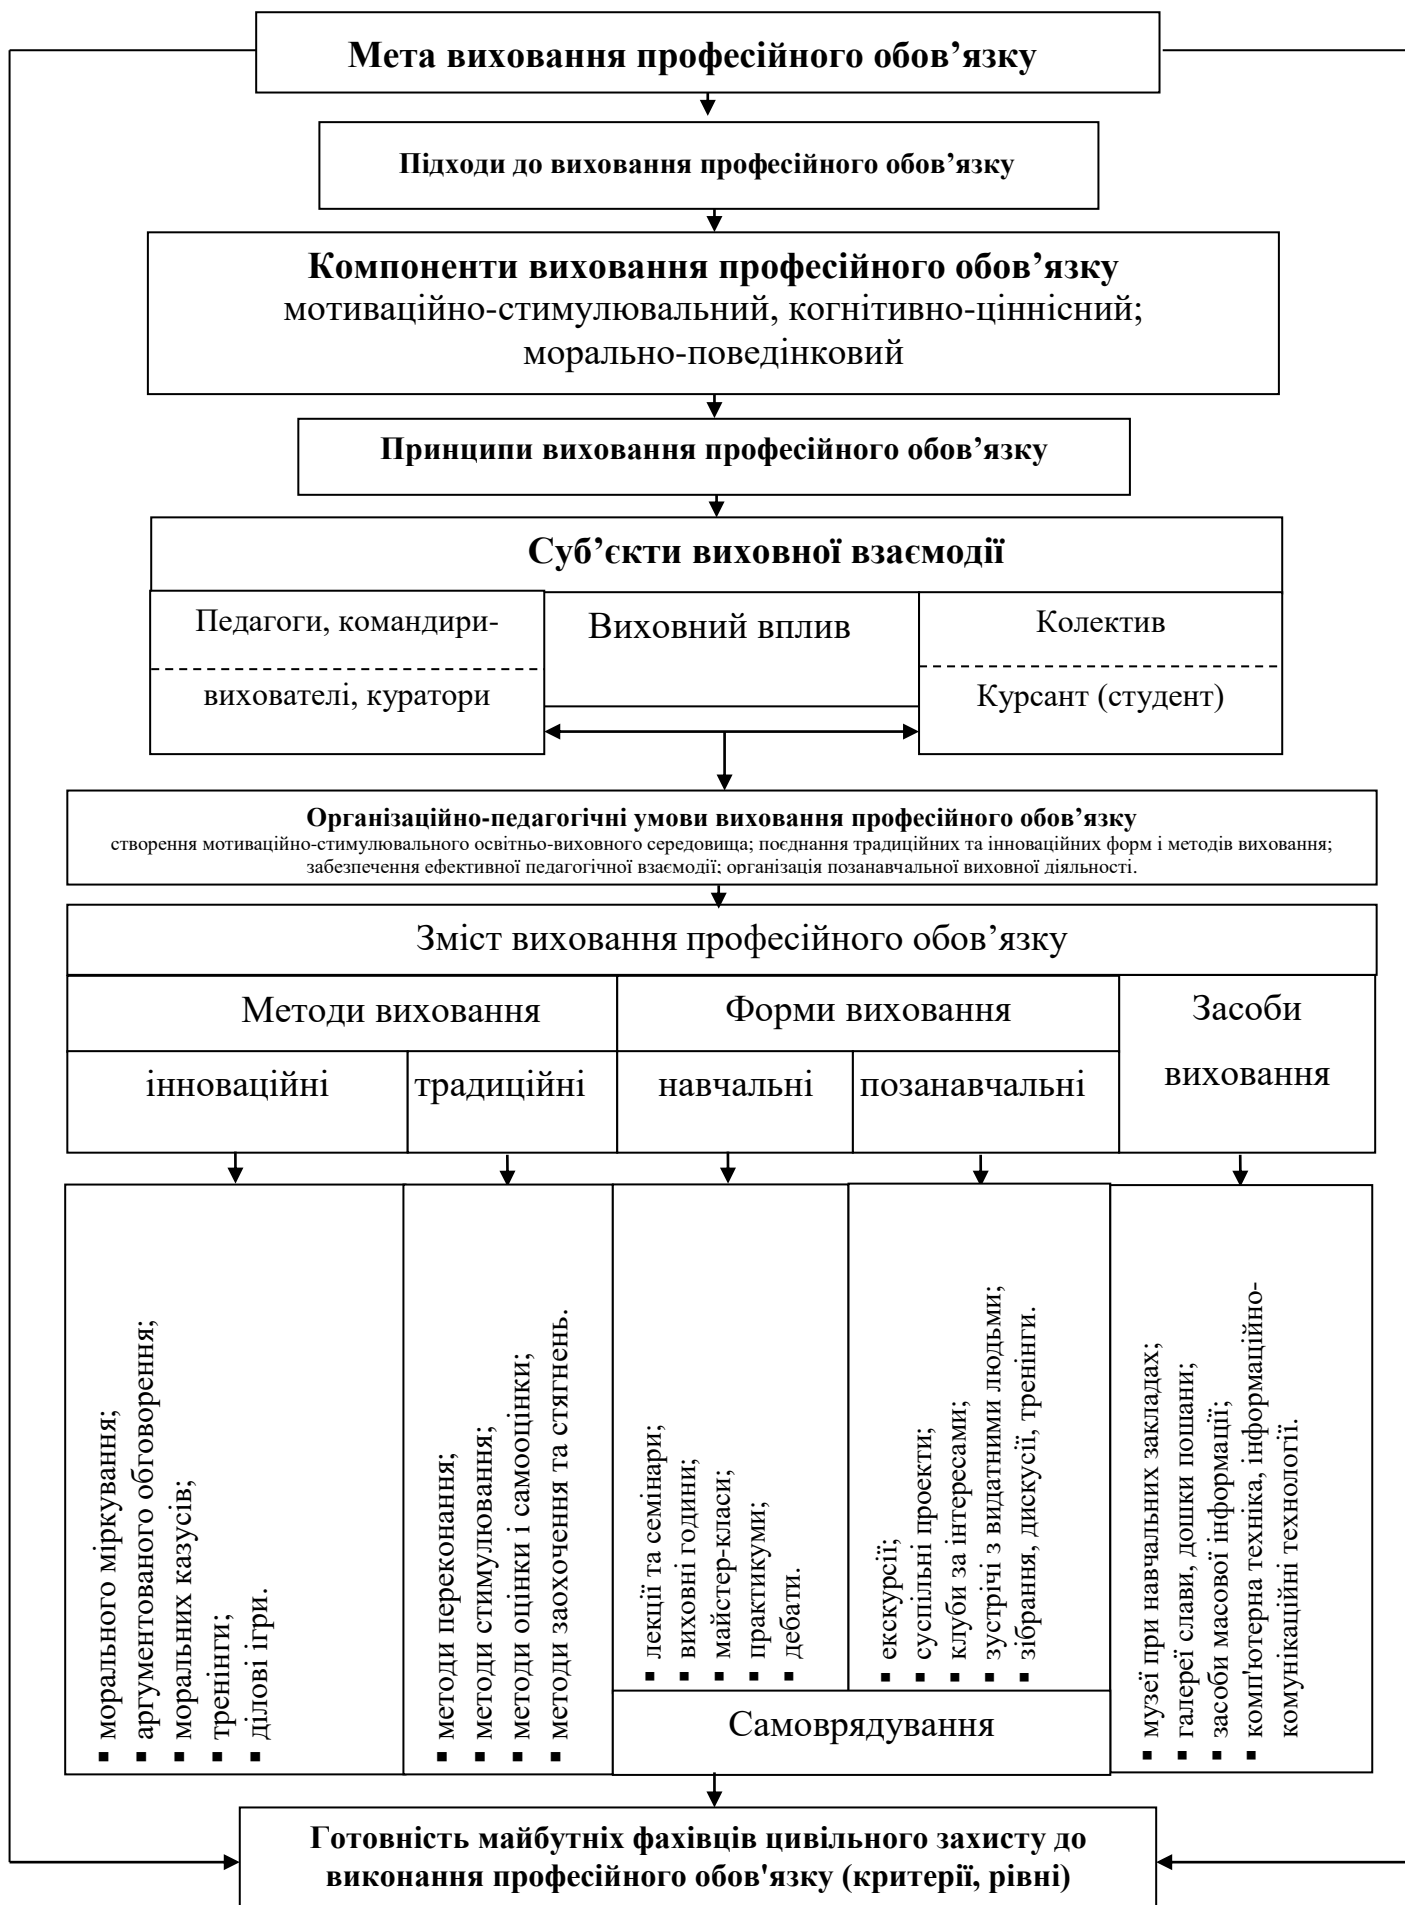 Мета виховання професійного обов’язку
Підходи до виховання професійного обов’язку
Компоненти виховання професійного обов’язку
мотиваційно-стимулювальний, когнітивно-ціннісний;
морально-поведінковий
Принципи виховання професійного обов’язку
Суб’єкти виховної взаємодії
Педагоги, командири-
вихователі, куратори
Виховний вплив
Колектив
Курсант (студент)
Організаційно-педагогічні умови виховання професійного обов’язку
створення мотиваційно-стимулювального освітньо-виховного середовища; поєднання традиційних та інноваційних форм і методів виховання;
забезпечення ефективної педагогічної взаємодії; організація позанавчальної виховної діяльності.
Зміст виховання професійного обов’язку
Методи виховання
Форми виховання
Засоби
виховання
інноваційні
традиційні
навчальні
позанавчальні
▪ морального міркування;
▪ аргументованого обговорення;
▪ моральних казусів;
▪ тренінги;
▪ ділові ігри.
▪ методи переконання;
▪ методи стимулювання;
▪ методи оцінки і самооцінки;
▪ методи заохочення та стягнень.
▪ лекції та семінари;
▪ виховні години;
▪ майстер-класи;
▪ практикуми;
▪ дебати.
▪ екскурсії;
▪ суспільні проекти;
▪ клуби за інтересами;
▪ зустрічі з видатними людьми;
▪ зібрання, дискусії, тренінги.
▪ музеї при навчальних закладах;
▪ галереї слави, дошки пошани;
▪ засоби масової інформації;
▪ комп'ютерна техніка, інформаційно-
комунікаційні технології.
Самоврядування
Готовність майбутніх фахівців цивільного захисту до
виконання професійного обов'язку (критерії, рівні)